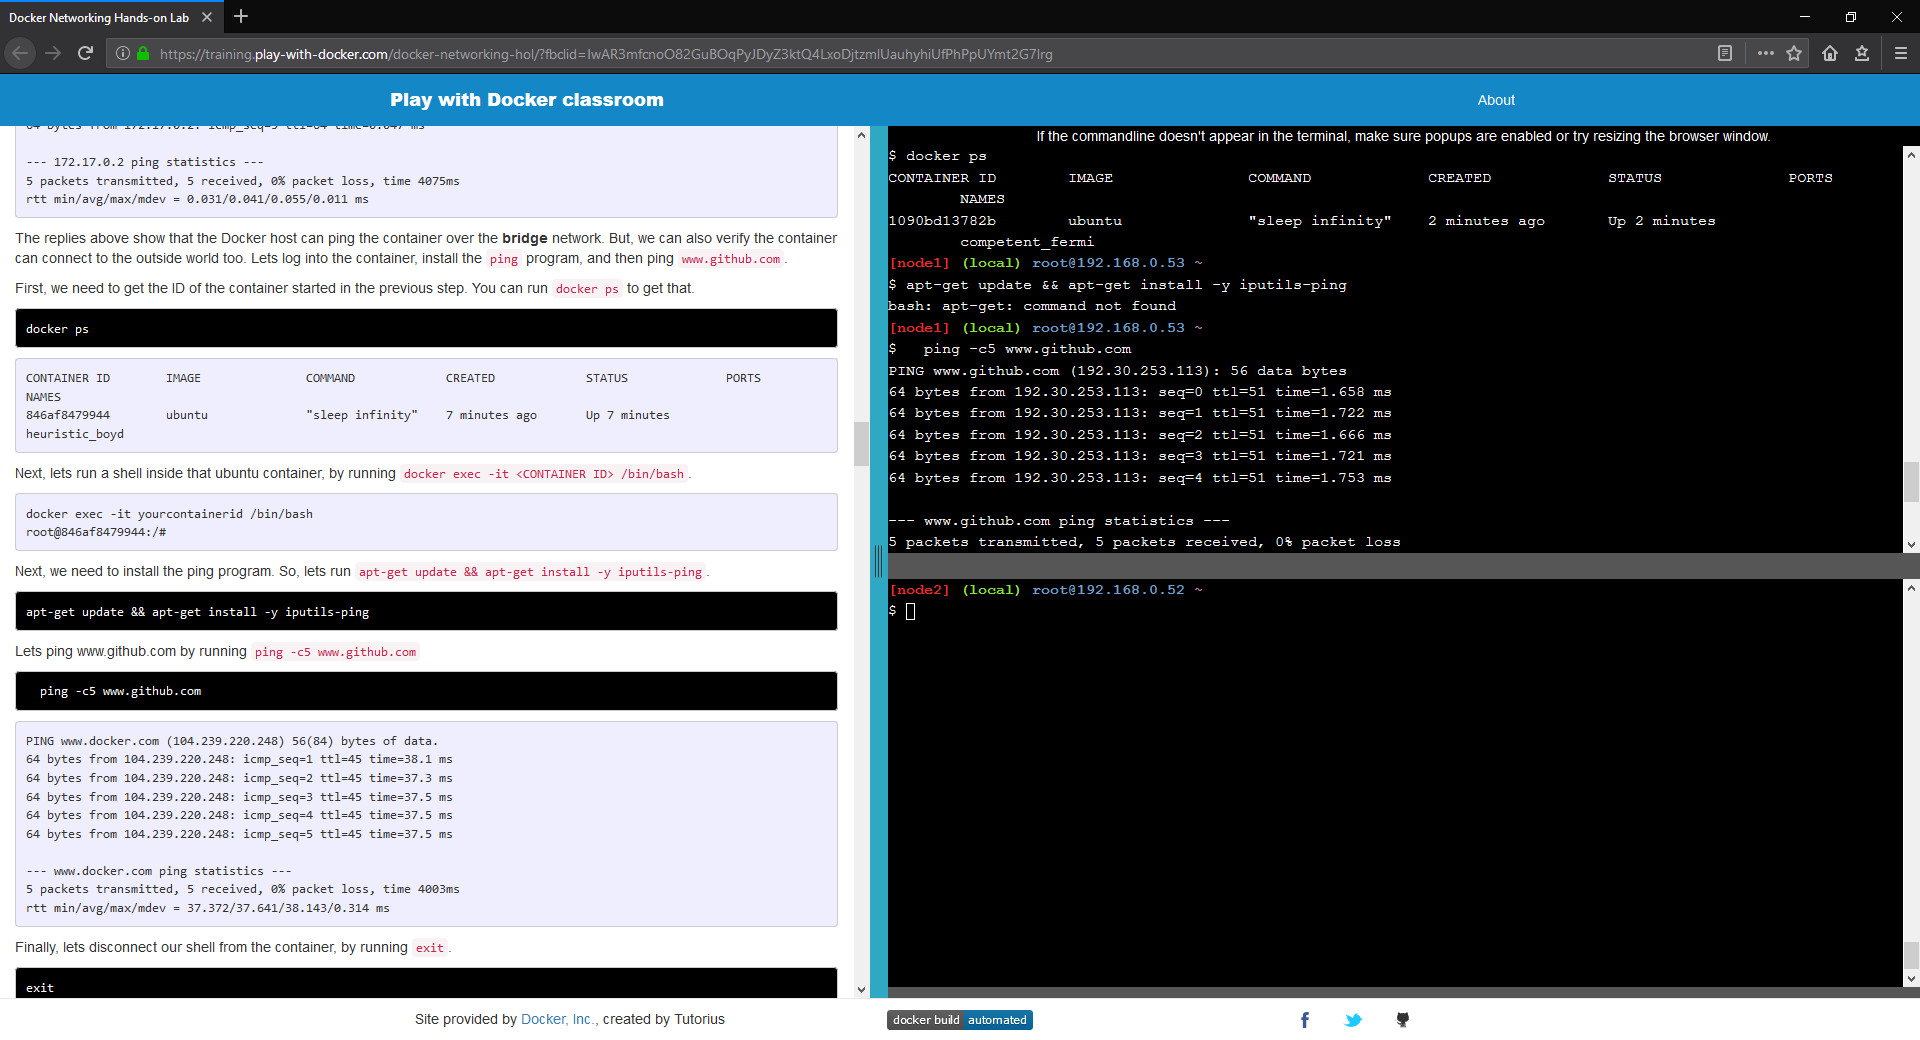 Docker Networking Hands-on Lab
https://training.play-with-docker.com/docker-networking-hol/?fbclid=IwAR3mfcnoO82GuBOqPyJDyZ3ktQ4LxoDjtzmlUauhyhiUfPhPpUYmt2G7lrg
Play with Docker classroom
About
64 bytes from 172.17.0.2: icmp_seq=5 ttl=64 time=0.047 ms
--- 172.17.0.2 ping statistics ---
5 packets transmitted, 5 received, 0% packet loss, time 4075ms
rtt min/avg/max/mdev = 0.031/0.041/0.055/0.011 ms
The replies above show that the Docker host can ping the container over the bridge network. But, we can also verify the container
can connect to the outside world too. Lets log into the container, install the ping program, and then ping www.github.com.
First, we need to get the ID of the container started in the previous step. You can run docker ps to get that.
docker ps
CONTAINER ID IMAGE COMMAND CREATED STATUS PORTS
NAMES
846af8479944 ubuntu "sleep infinity" 7 minutes ago Up 7 minutes
heuristic_boyd
Next, lets run a shell inside that ubuntu container, by running docker exec -it <CONTAINER ID> /bin/bash.
docker exec -it yourcontainerid /bin/bash
root@846af8479944:/#
Next, we need to install the ping program. So, lets run apt-get update && apt-get install -y iputils-ping.
apt-get update && apt-get install -y iputils-ping
Lets ping www.github.com by running ping -c5 www.github.com
ping -c5 www.github.com
PING www.docker.com (104.239.220.248) 56(84) bytes of data.
64 bytes from 104.239.220.248: icmp_seq=1 ttl=45 time=38.1 ms
64 bytes from 104.239.220.248: icmp_seq=2 ttl=45 time=37.3 ms
64 bytes from 104.239.220.248: icmp_seq=3 ttl=45 time=37.5 ms
64 bytes from 104.239.220.248: icmp_seq=4 ttl=45 time=37.5 ms
64 bytes from 104.239.220.248: icmp_seq=5 ttl=45 time=37.5 ms
--- www.docker.com ping statistics ---
5 packets transmitted, 5 received, 0% packet loss, time 4003ms
rtt min/avg/max/mdev = 37.372/37.641/38.143/0.314 ms
Finally, lets disconnect our shell from the container, by running exit.
exit
If the commandline doesn't appear in the terminal, make sure popups are enabled or try resizing the browser window.
$ docker ps
CONTAINER ID IMAGE COMMAND CREATED STATUS PORTS
NAMES
1090bd13782b ubuntu "sleep infinity" 2 minutes ago Up 2 minutes
competent_fermi
[node1] (local) root@192.168.0.53 ~
$ apt-get update && apt-get install -y iputils-ping
bash: apt-get: command not found
[node1] (local) root@192.168.0.53 ~
$ ping -c5 www.github.com
PING www.github.com (192.30.253.113): 56 data bytes
64 bytes from 192.30.253.113: seq=0 ttl=51 time=1.658 ms
64 bytes from 192.30.253.113: seq=1 ttl=51 time=1.722 ms
64 bytes from 192.30.253.113: seq=2 ttl=51 time=1.666 ms
64 bytes from 192.30.253.113: seq=3 ttl=51 time=1.721 ms
64 bytes from 192.30.253.113: seq=4 ttl=51 time=1.753 ms
--- www.github.com ping statistics ---
5 packets transmitted, 5 packets received, 0% packet loss
[node2] (local) root@192.168.0.52 ~
$
Site provided by Docker, Inc., created by Tutorius
docker build automated